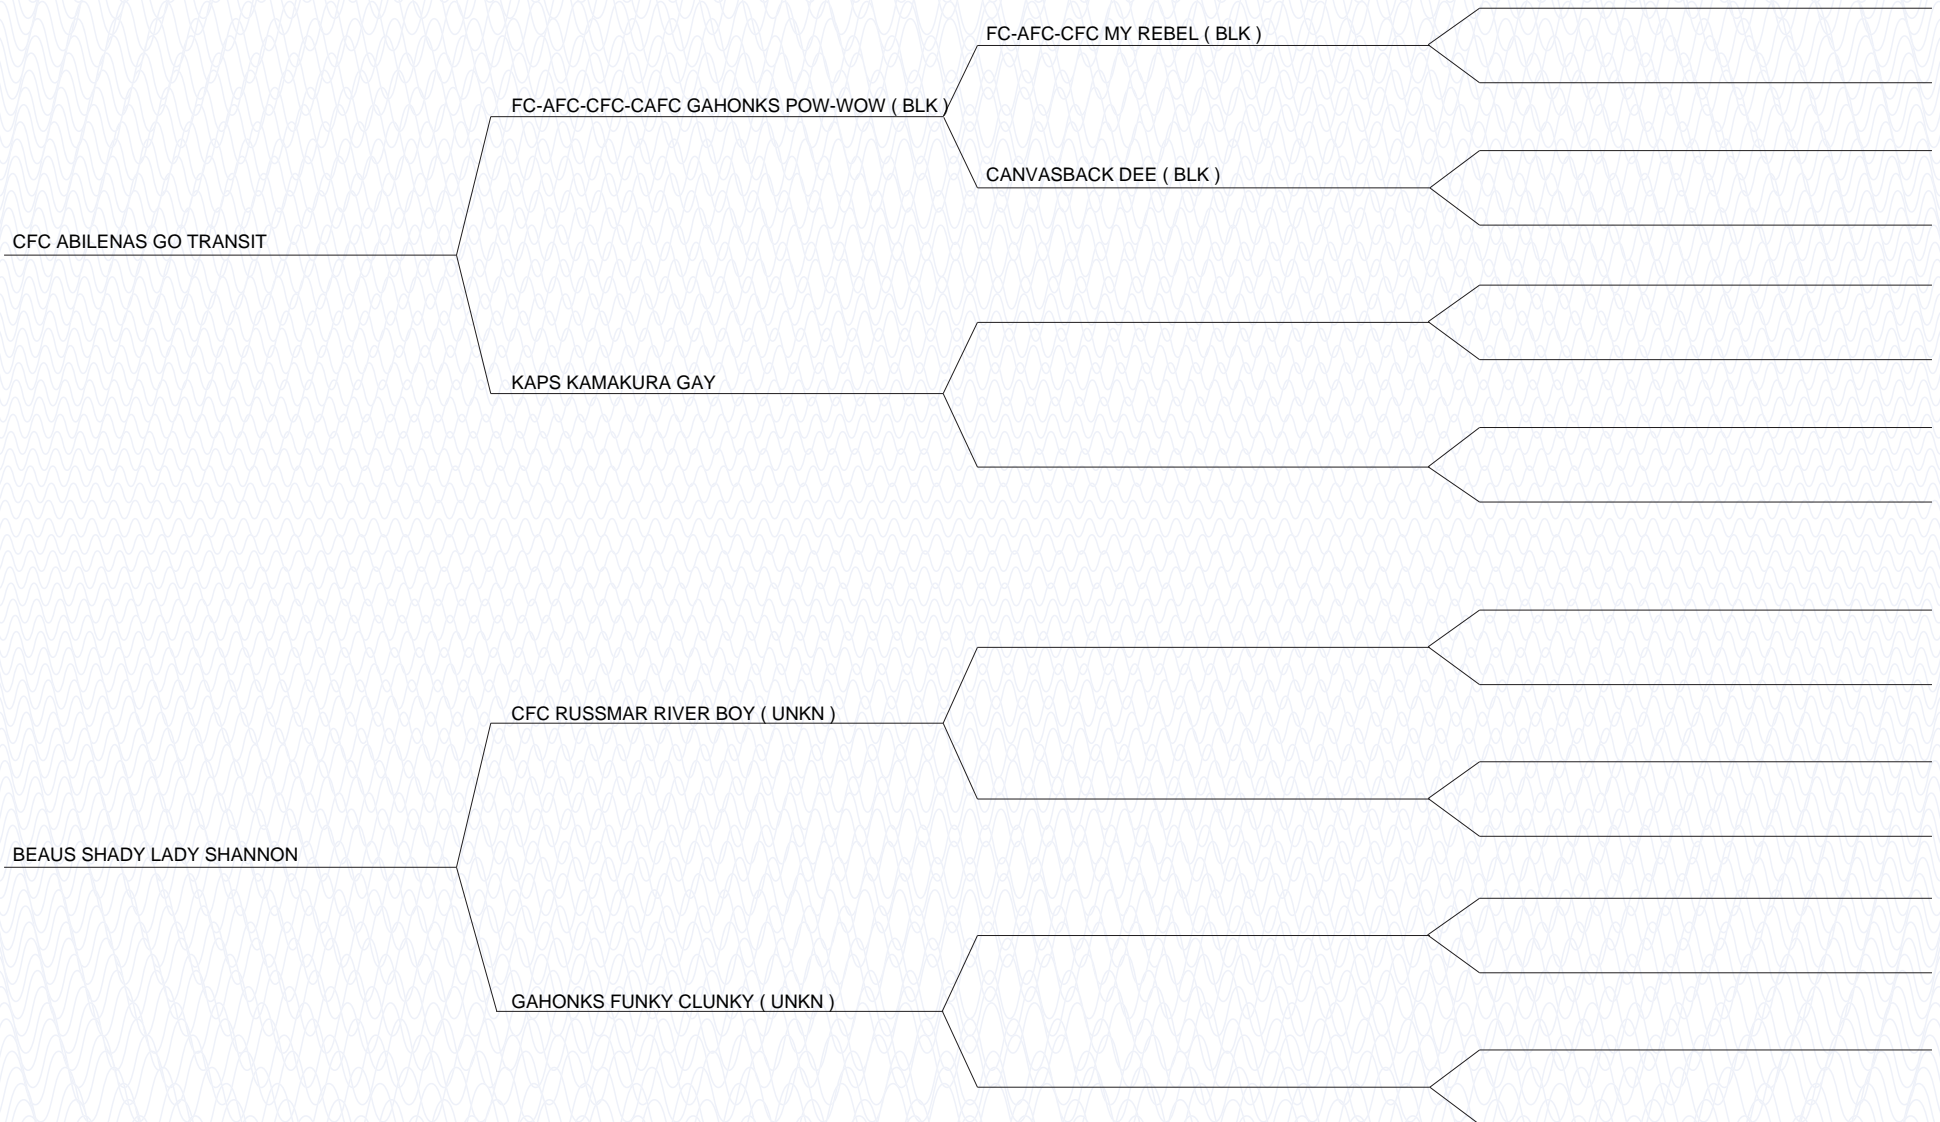 FC-AFC-CFC MY REBEL ( BLK )
FC-AFC-CFC-CAFC GAHONKS POW-WOW ( BLK )
CANVASBACK DEE ( BLK )
CFC ABILENAS GO TRANSIT
KAPS KAMAKURA GAY
CFC RUSSMAR RIVER BOY ( UNKN )
BEAUS SHADY LADY SHANNON
GAHONKS FUNKY CLUNKY ( UNKN )